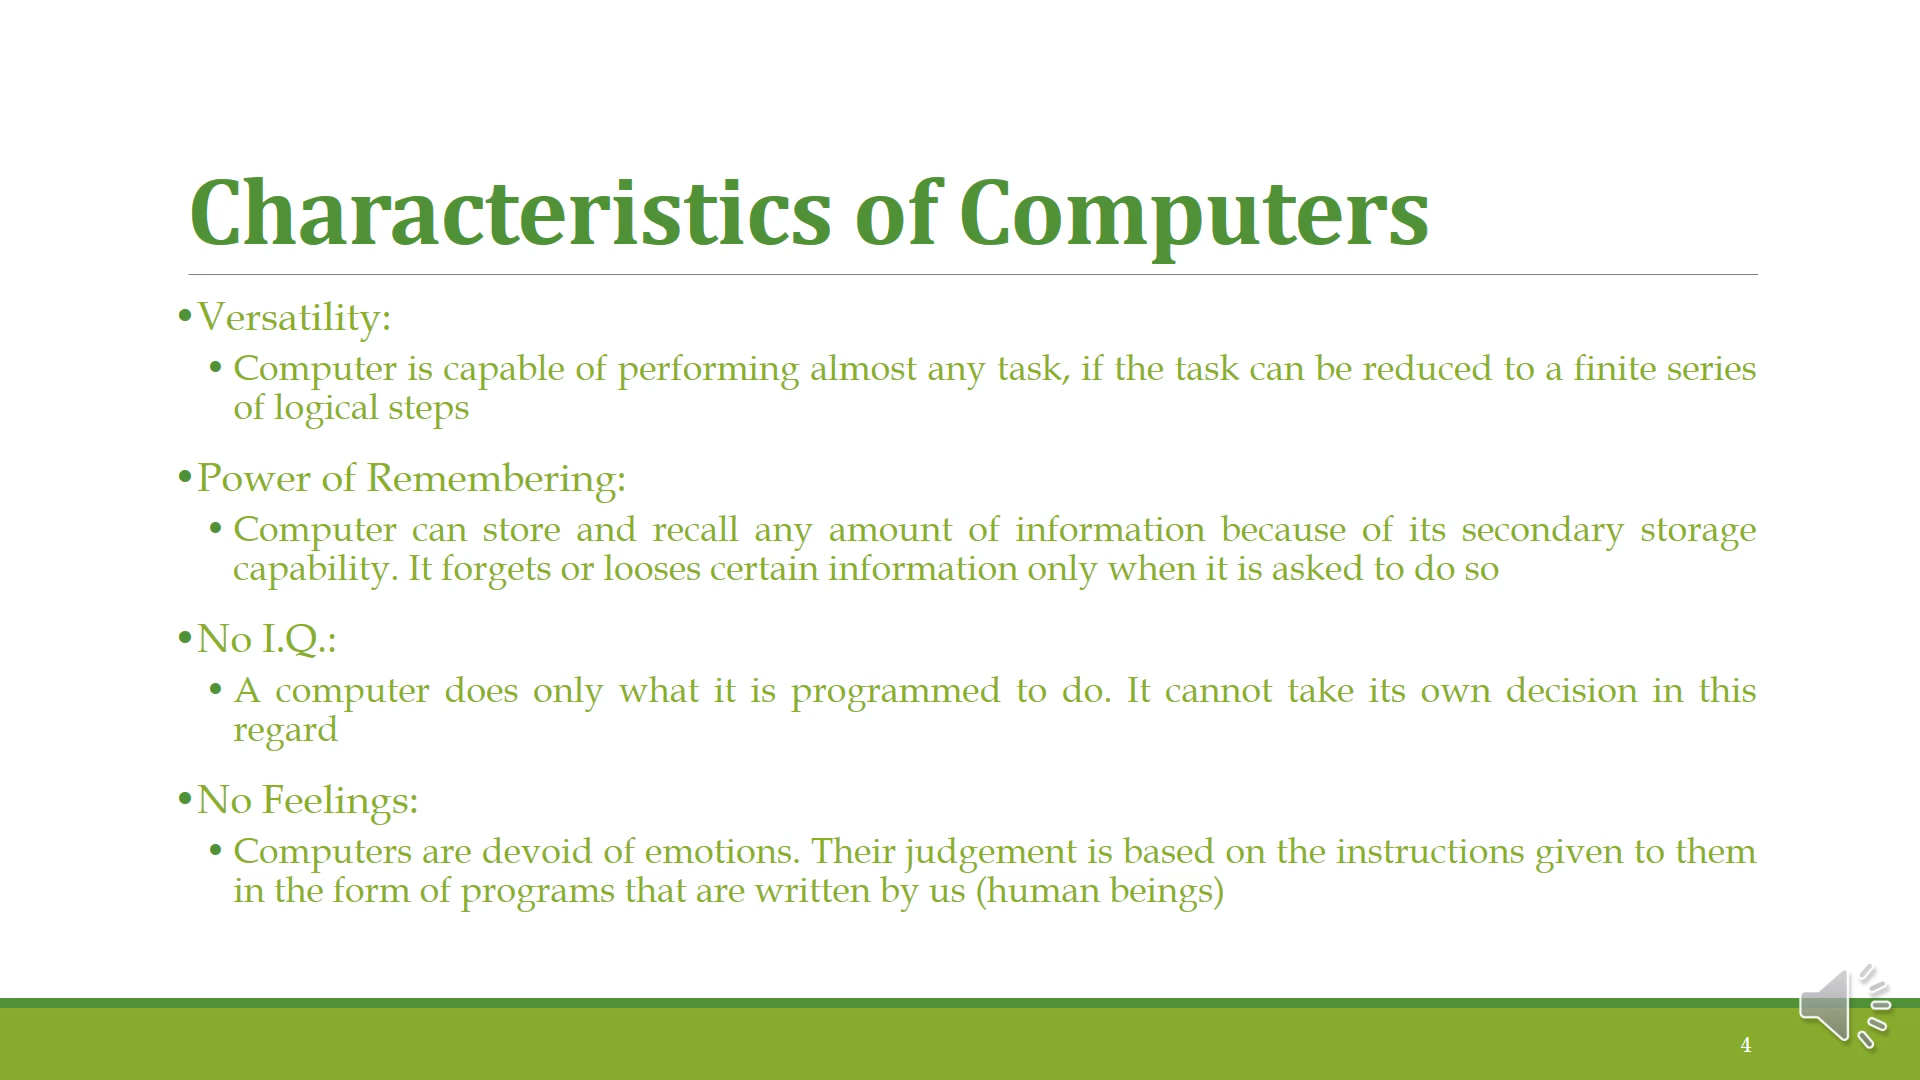 Characteristics of Computers
•Versatility:
• Computer is capable of performing almost any task, if the task can be reduced to a finite series
of logical steps
•Power of Remembering:
• Computer can store and recall any amount of information because of its secondary storage
capability. It forgets or looses certain information only when it is asked to do so
•No I.Q.:
• A computer does only what it is programmed to do. It cannot take its own decision in this
regard
•No Feelings:
• Computers are devoid of emotions. Their judgement is based on the instructions given to them
in the form of programs that are written by us (human beings)
4